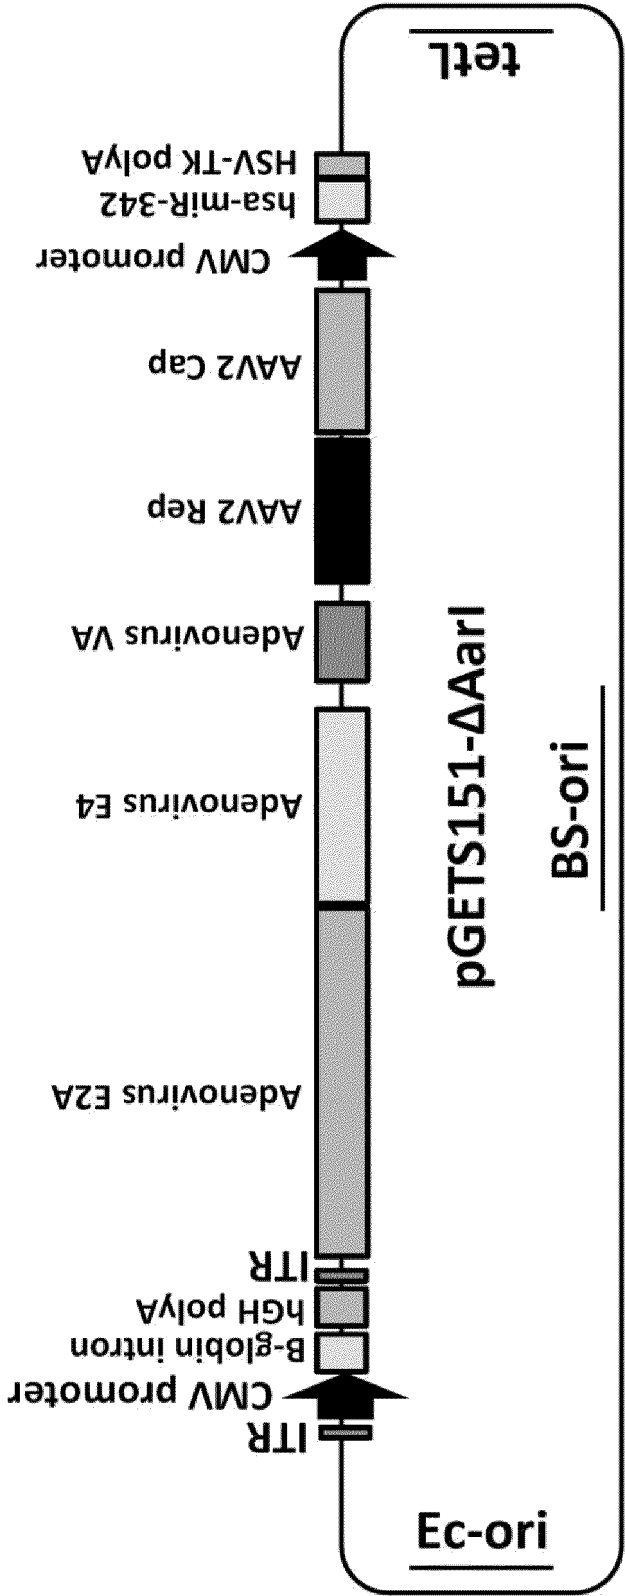 tetL
HSV-TK polyA
hsa-miR-342
CMV promoter
AAV2 Cap
AAV2 Rep
Adenovirus VA
Adenovirus E4
Adenovirus E2A
ITR
hGH polyA
B-globin intron
CMV promoter
ITR
pGETS151-ΔAarI
BS-ori
Ec-ori